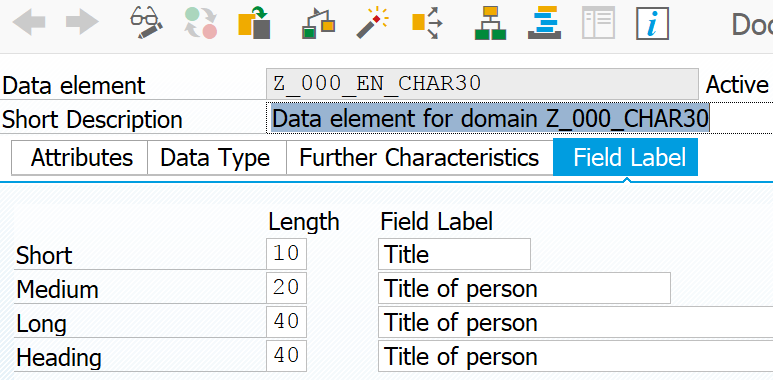 Doc
Data element Z_000_EN_CHAR30 Active
Short Description Data element for domain Z_000_CHAR30
Attributes Data Type Further Characteristics Field Label
Length Field Label
Short 10 Title
Medium 20 Title of person
Long 40 Title of person
Heading 40 Title of person